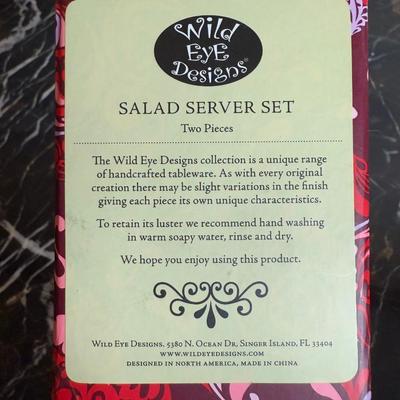 Wild
Eye
Designs®
SALAD SERVER SET
Two Pieces
The Wild Eye Designs collection is a unique range
of handcrafted tableware. As with every original
creation there may be slight variations in the finish
giving each piece its own unique characteristics.
To retain its luster we recommend hand washing
in warm soapy water, rinse and dry.
We hope you enjoy using this product.
Wild Eye Designs, 5380 N. Ocean Dr, Singer Island, FL 33404
www.wildeyedesigns.com
designed in north america, made in china